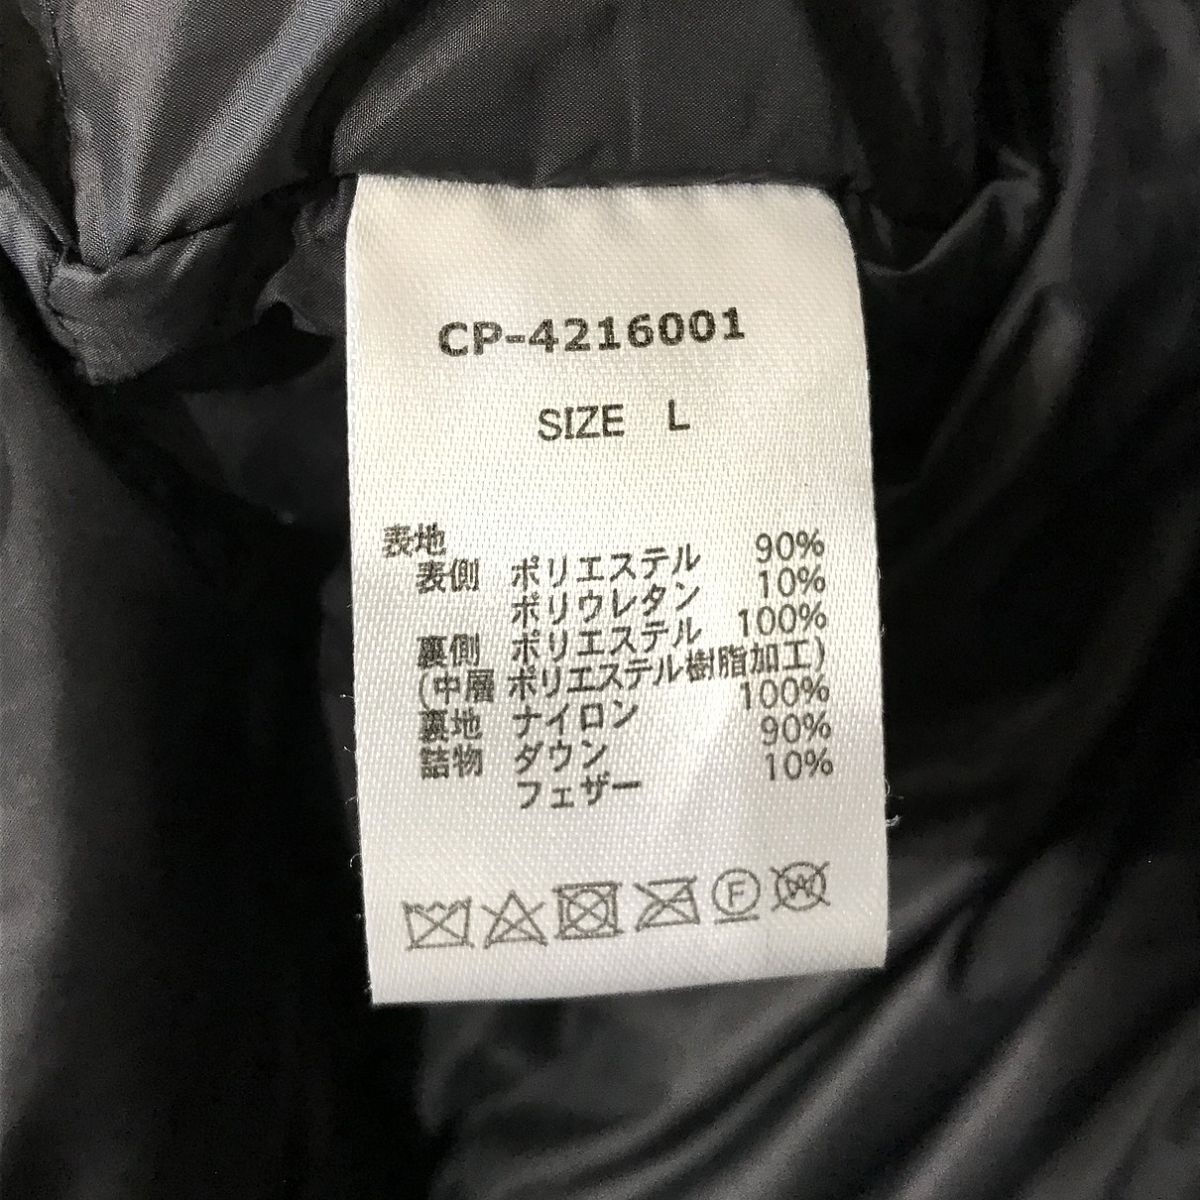 CP-4216001
SIZE L
表地
表側 ポリエステル 90%
ポリウレタン 10%
裏側 ポリエステル 100%
(中層 ポリエステル樹脂加工)
裏地 ナイロン 100%
詰物 ダウン 90%
フェザー 10%
F W